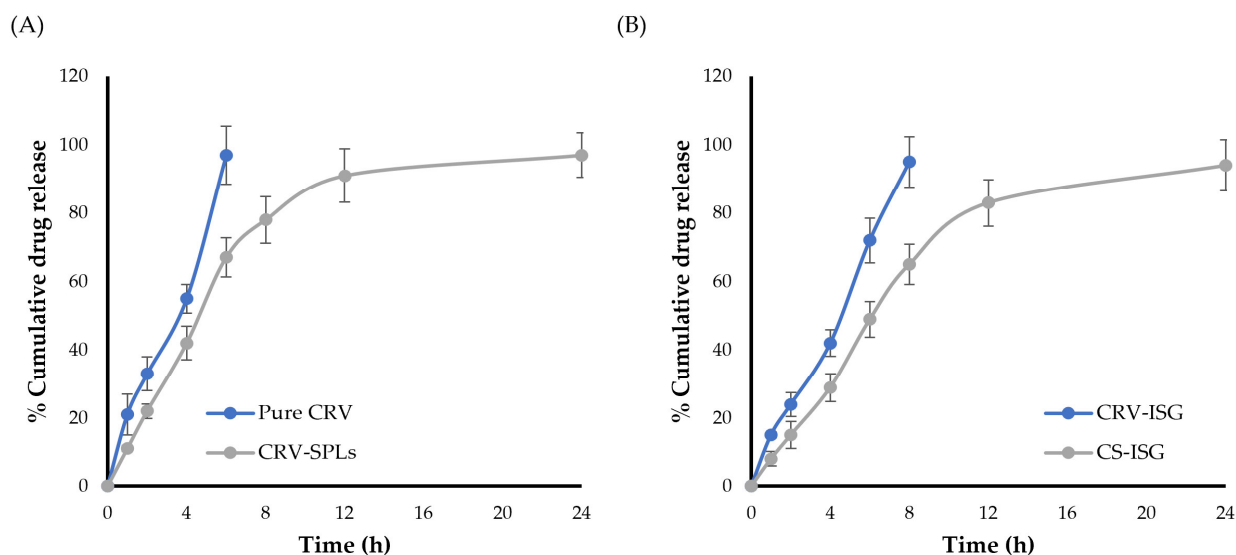 (A)
% Cumulative drug release
120
100
80
60
40
20
0
Pure CRV
CRV-SPLs
0 4 8 12 16 20 24
Time (h)
(B)
% Cumulative drug release
120
100
80
60
40
20
0
CRV-ISG
CS-ISG
0 4 8 12 16 20 24
Time (h)